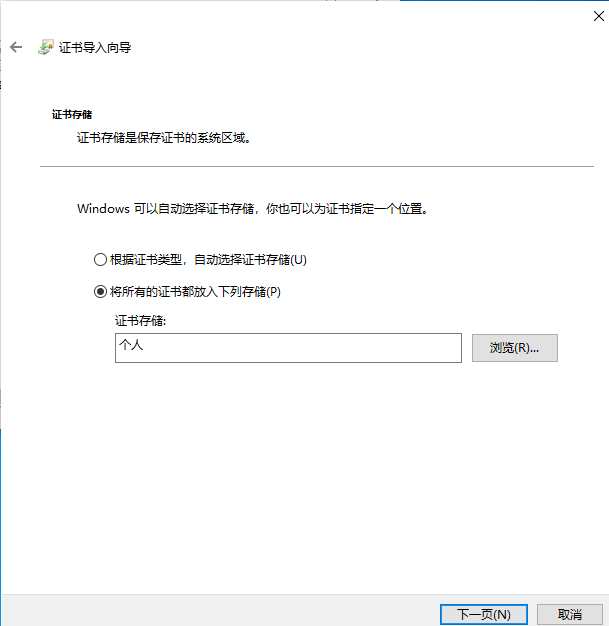 证书导入向导
证书存储
证书存储是保存证书的系统区域。
Windows 可以自动选择证书存储，你也可以为证书指定一个位置。
根据证书类型，自动选择证书存储(U)
将所有的证书都放入下列存储(P)
证书存储:
个人
浏览(R)...
下一页(N)
取消